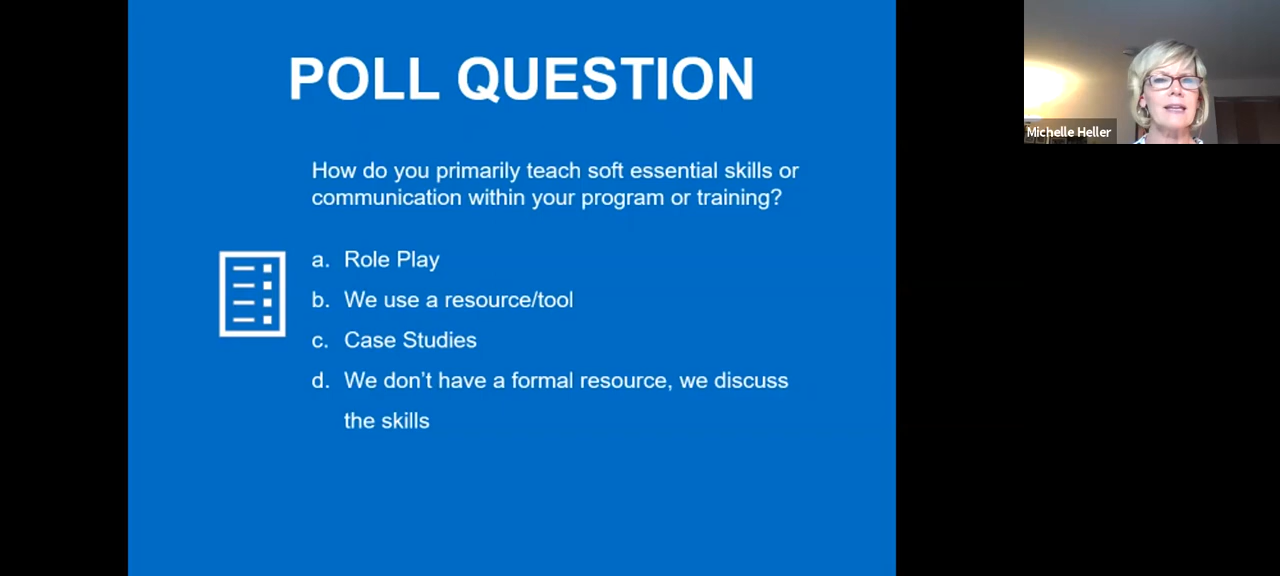 POLL QUESTION
How do you primarily teach soft essential skills or
communication within your program or training?
a. Role Play
b. We use a resource/tool
c. Case Studies
d. We don't have a formal resource, we discuss
the skills
Michelle Heller